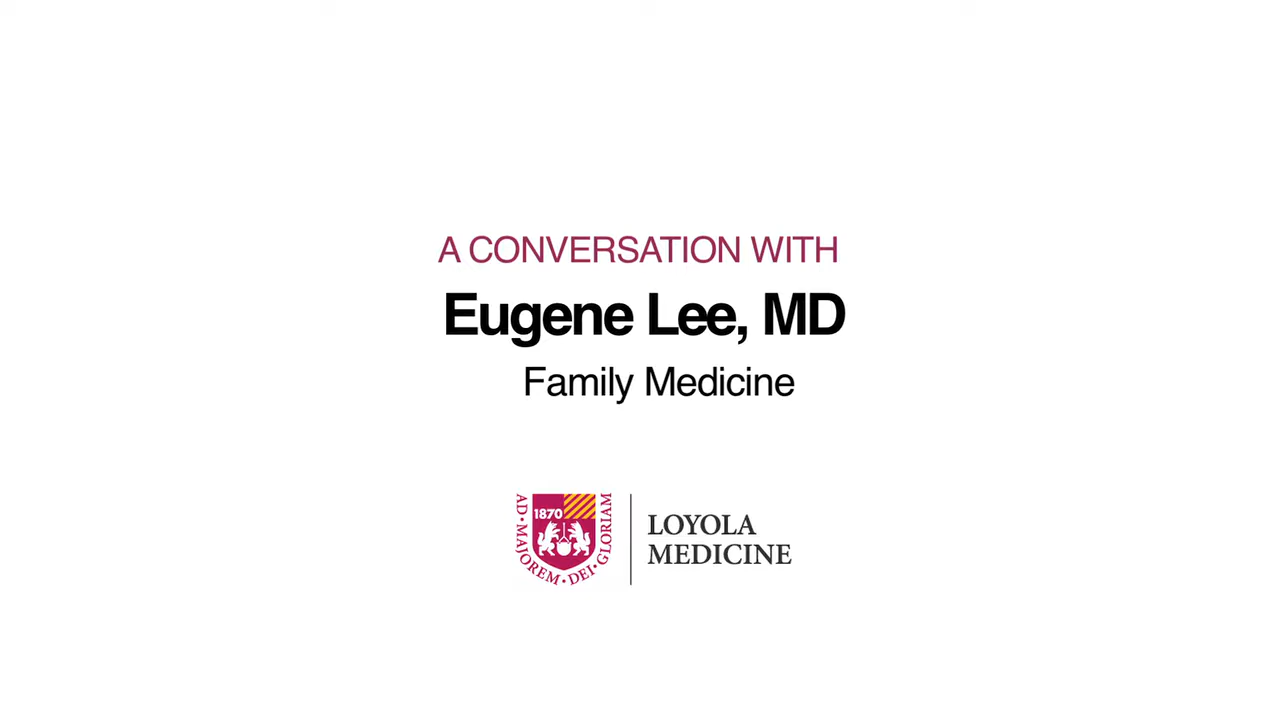 A CONVERSATION WITH
Eugene Lee, MD
Family Medicine
1870
AD • MAJOREM • DEI • GLORIAM
LOYOLA
MEDICINE